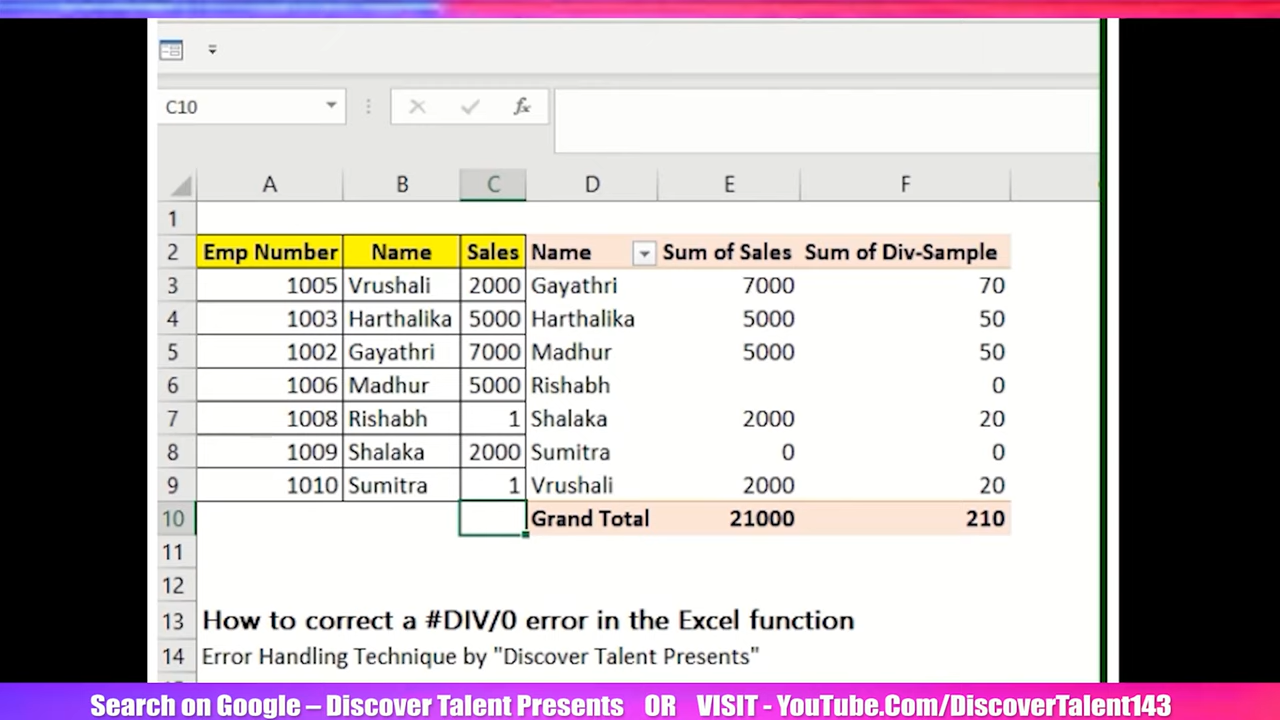 C10 fx
A B C D E F
1
2 Emp Number Name Sales Name Sum of Sales Sum of Div-Sample
3 1005 Vrushali 2000 Gayathri 7000 70
4 1003 Harthalika 5000 Harthalika 5000 50
5 1002 Gayathri 7000 Madhur 5000 50
6 1006 Madhur 5000 Rishabh 0
7 1008 Rishabh 1 Shalaka 2000 20
8 1009 Shalaka 2000 Sumitra 0 0
9 1010 Sumitra 1 Vrushali 2000 20
10 Grand Total 21000 210
11
12
13 How to correct a #DIV/0 error in the Excel function
14 Error Handling Technique by "Discover Talent Presents"
Search on Google – Discover Talent Presents OR VISIT - YouTube.Com/DiscoverTalent143